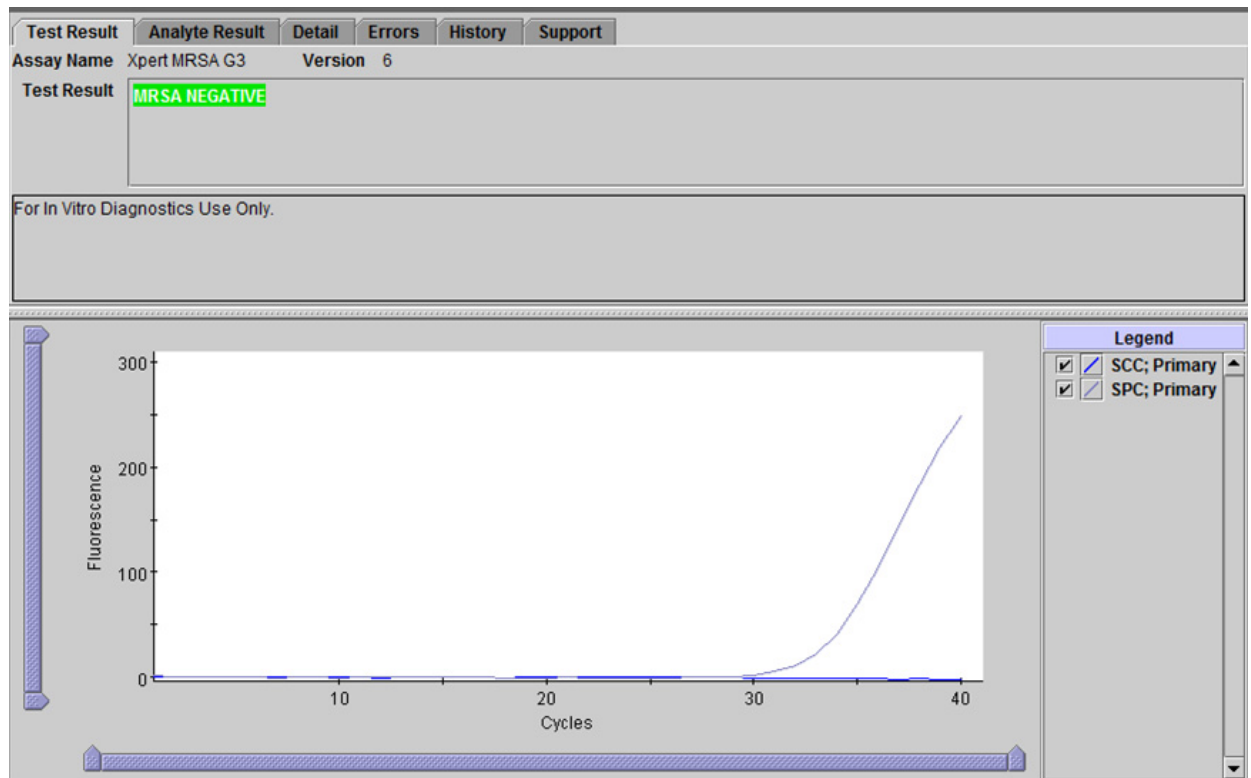 Test Result Analyte Result Detail Errors History Support
Assay Name Xpert MRSA G3 Version 6
Test Result MRSA NEGATIVE
For In Vitro Diagnostics Use Only.
Legend
SCC; Primary
SPC; Primary
300
200
100
0
Fluorescence
10 20 30 40
Cycles